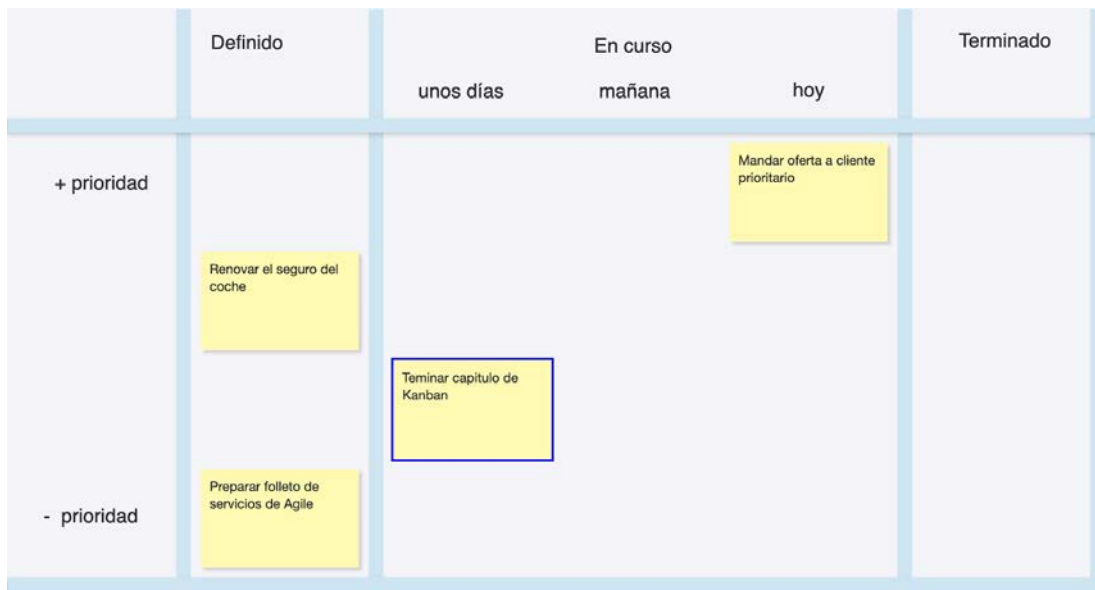 Definido
En curso
Terminado
unos días
mañana
hoy
+ prioridad
Mandar oferta a cliente
prioritario
Renovar el seguro del
coche
Teminar capitulo de
Kanban
- prioridad
Preparar folleto de
servicios de Agile